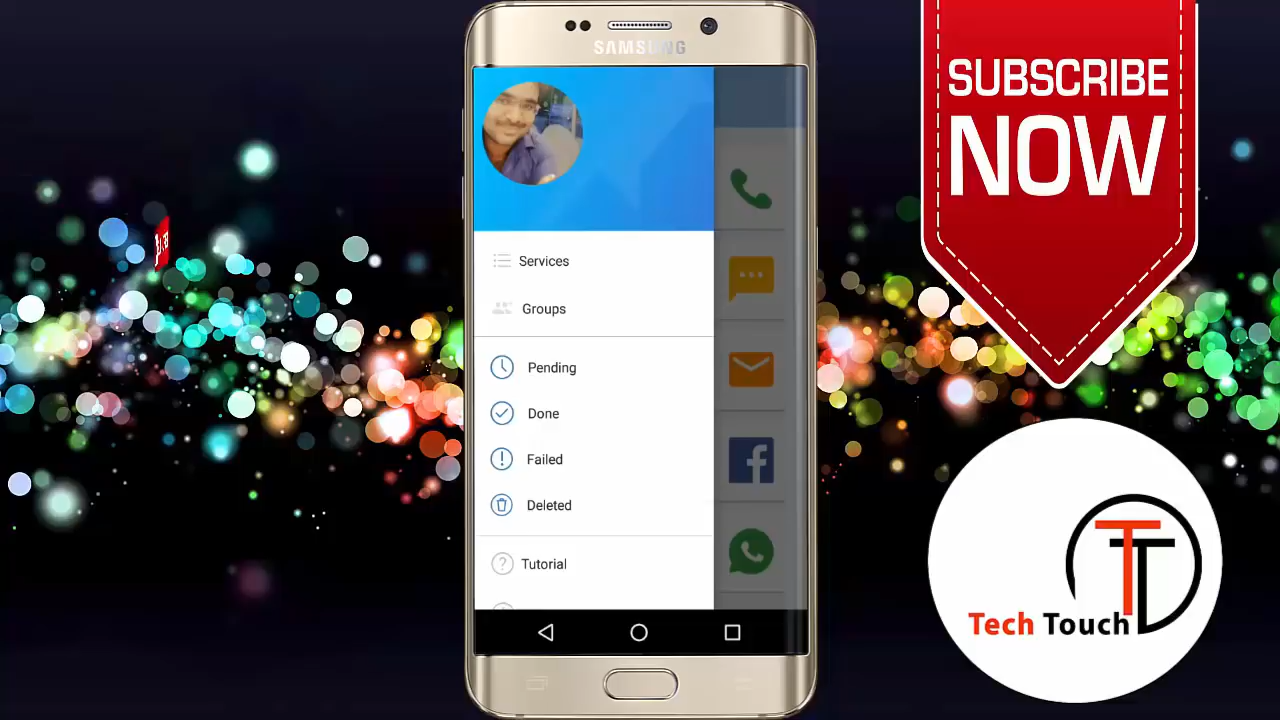 SAMSUNG
Services
Groups
Pending
Done
Failed
Deleted
Tutorial
SUBSCRIBE
NOW
Tech Touch